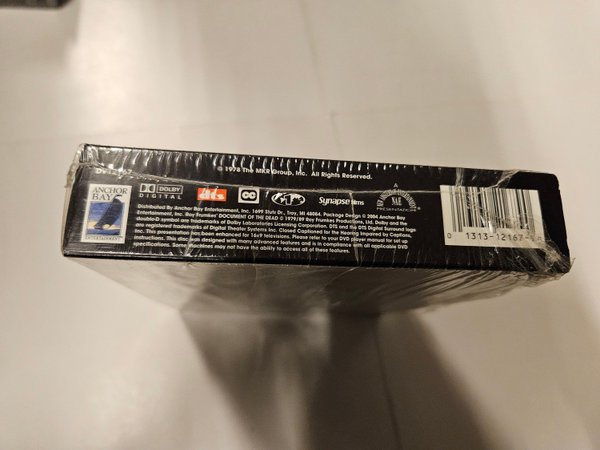 © 1978 The MKR Group, Inc. All Rights Reserved.
ANCHOR
BAY
ENTERTAINMENT
DOLBY
DIGITAL
dts
CC
Synapse films
Distributed By Anchor Bay Entertainment, Inc. 1699 Stutz Dr., Troy, MI 48084. Package Design © 2004 Anchor Bay
Entertainment, Inc. Roy Frumkes' DOCUMENT OF THE DEAD © 1979/89 Roy Frumkes Productions, Ltd. Dolby and the
double-D symbol are trademarks of Dolby Laboratories Licensing Corporation. DTS and the DTS Digital Surround logo
are registered trademarks of Digital Theater Systems Inc. Closed Captioned for the Hearing Impaired by Captions,
Inc. This presentation has been enhanced for 16x9 televisions. Please refer to your DVD player manual for set up
instructions. This disc was designed with many advanced features and is in compliance with all applicable DVD
specifications. Some machines may not have the ability to access all of these features.
0 1313-12167-